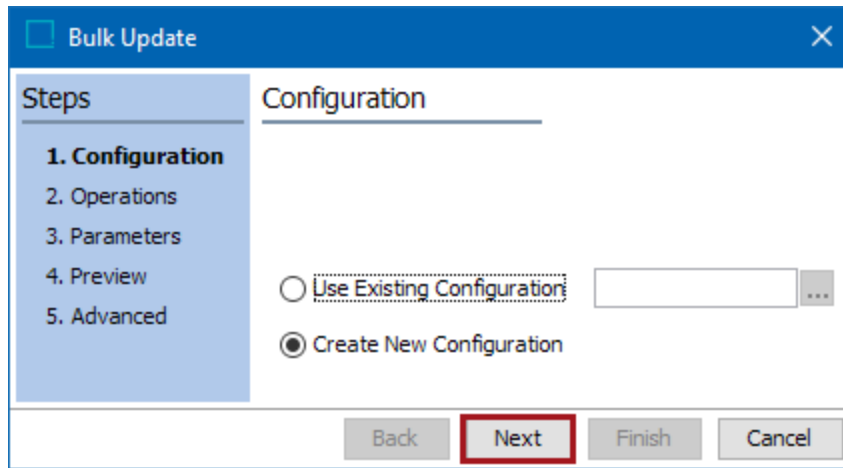 Bulk Update
Steps
1. Configuration
2. Operations
3. Parameters
4. Preview
5. Advanced
Configuration
Use Existing Configuration
...
Create New Configuration
Back
Next
Finish
Cancel